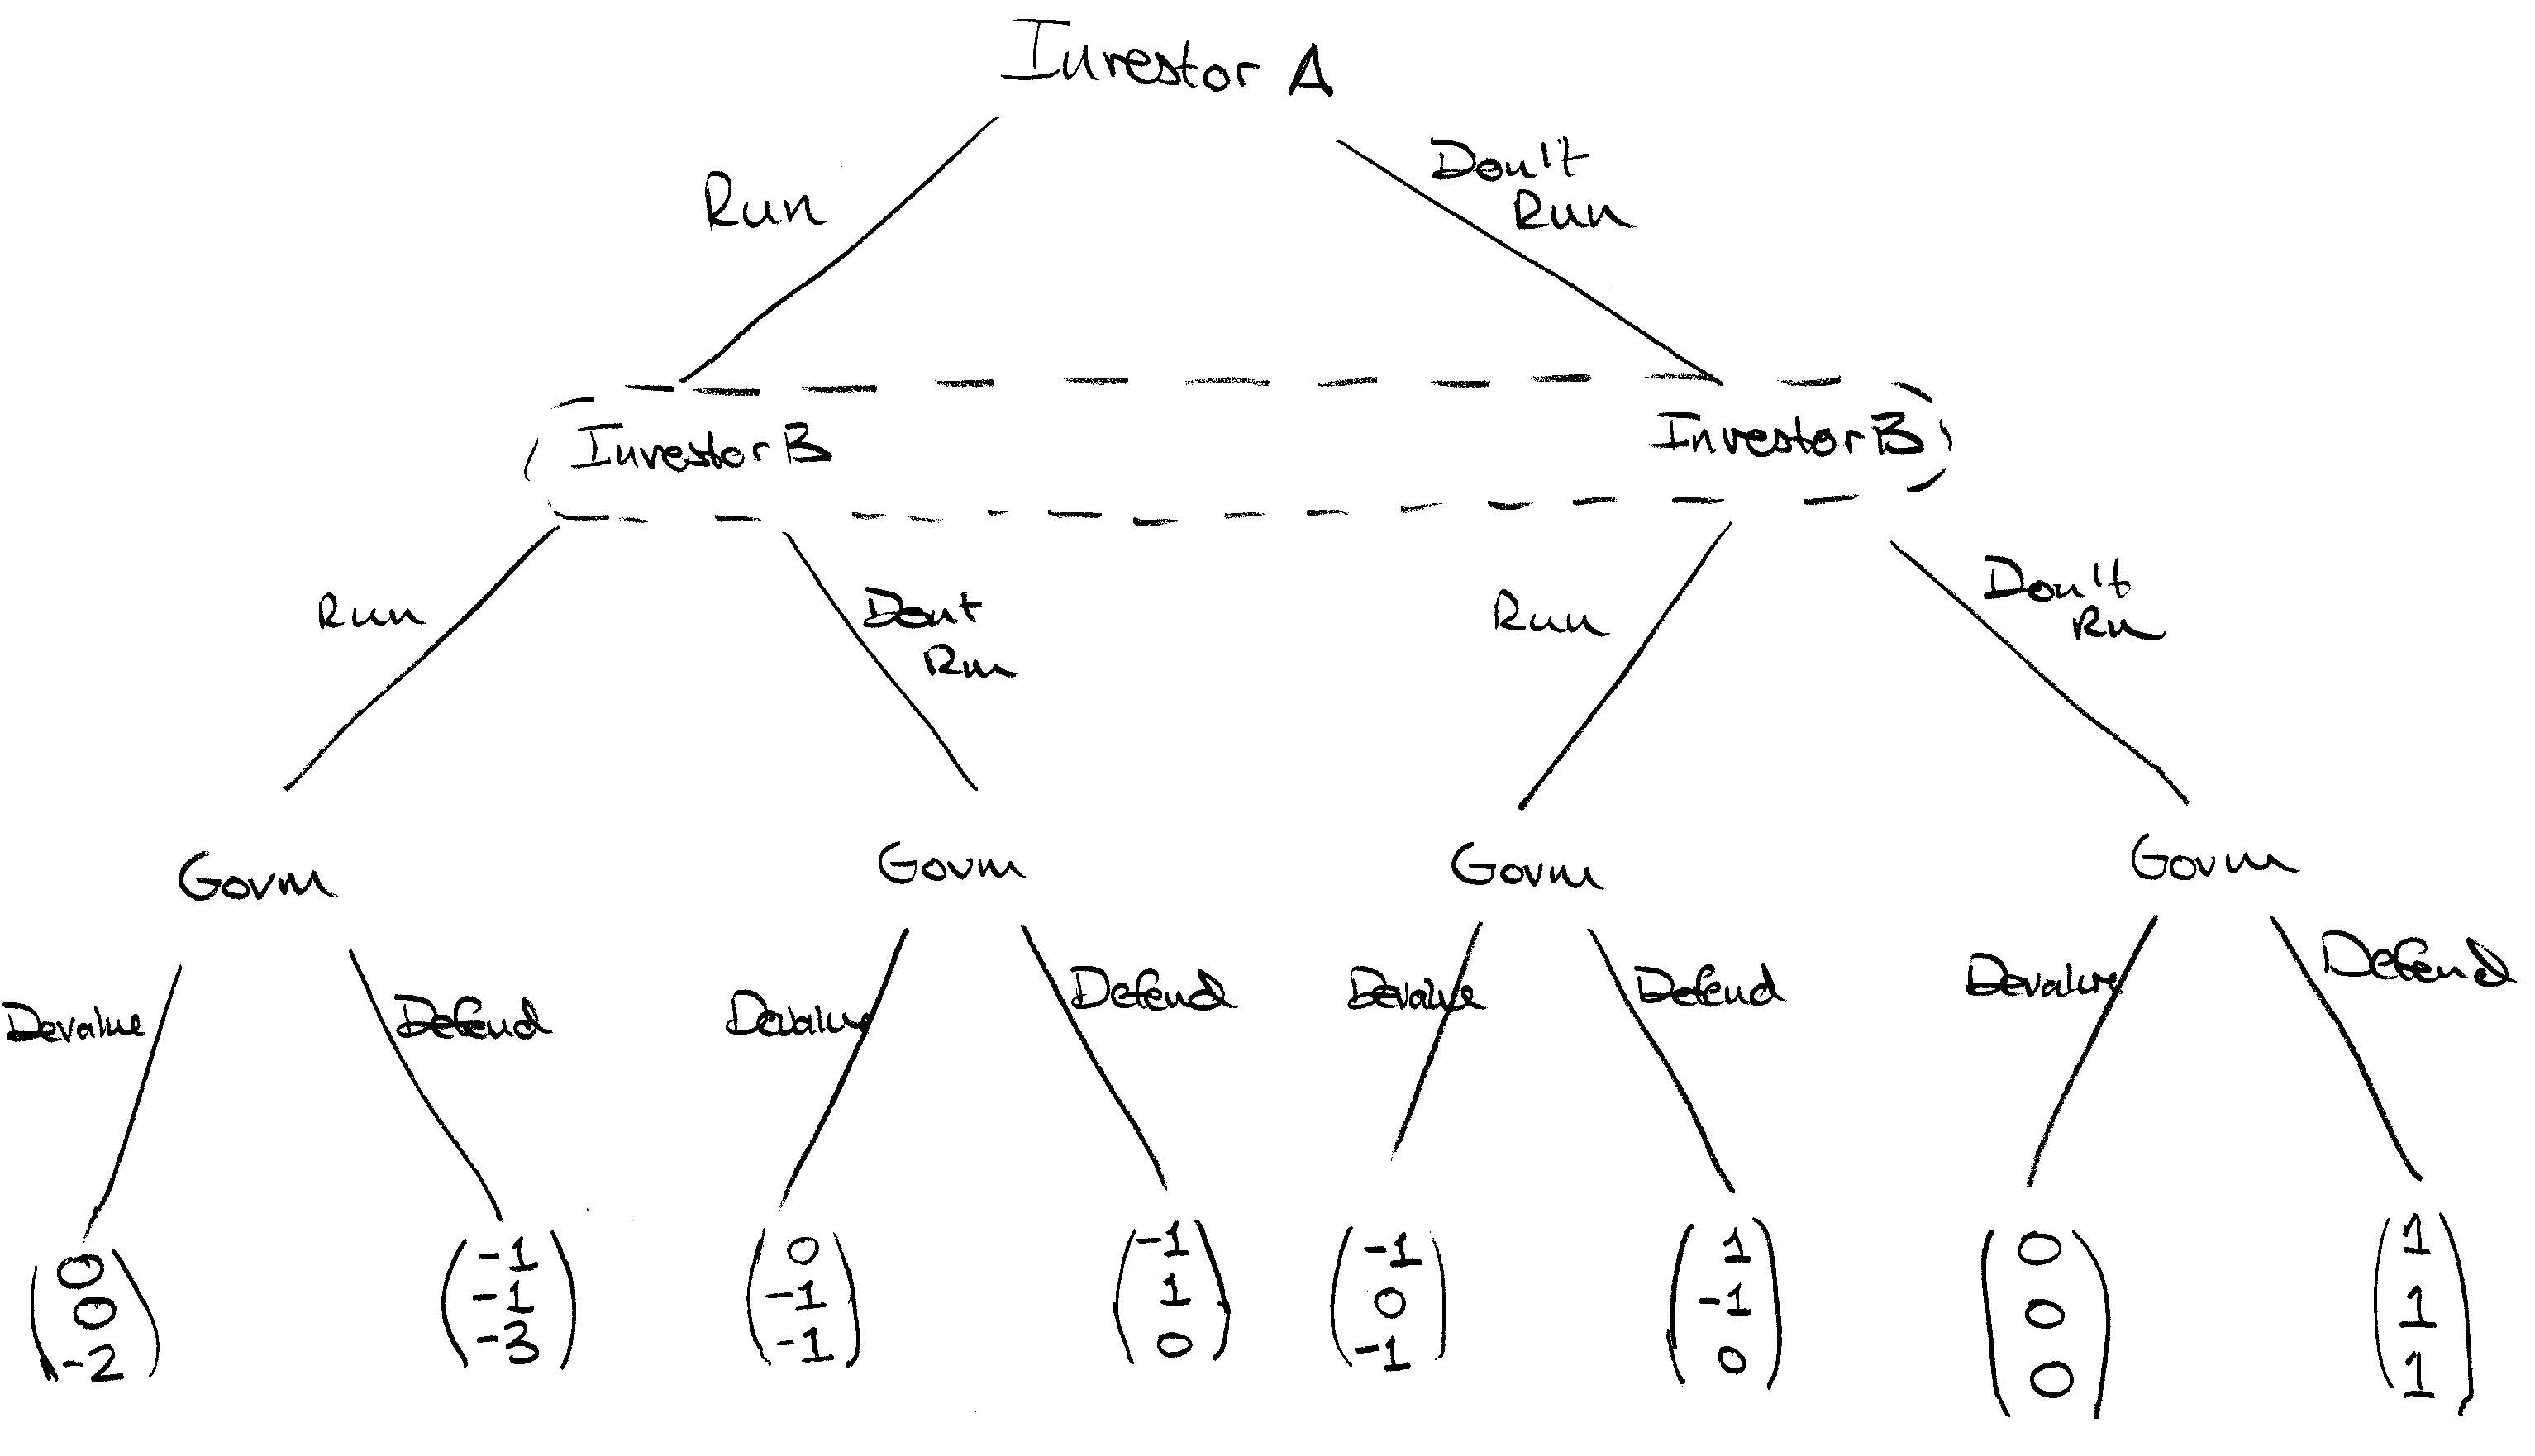 Investor A
Run
Don't
Run
Investor B
Investor B
Run
Dont
Run
Run
Don't
Run
Govm
Govm
Govm
Govm
Devalue
Defend
Devalue
Defend
Devalue
Defend
Devalue
Defend
0
0
-2
-1
-1
-3
0
-1
-1
-1
1
0
-1
0
-1
1
-1
0
0
0
0
1
1
1